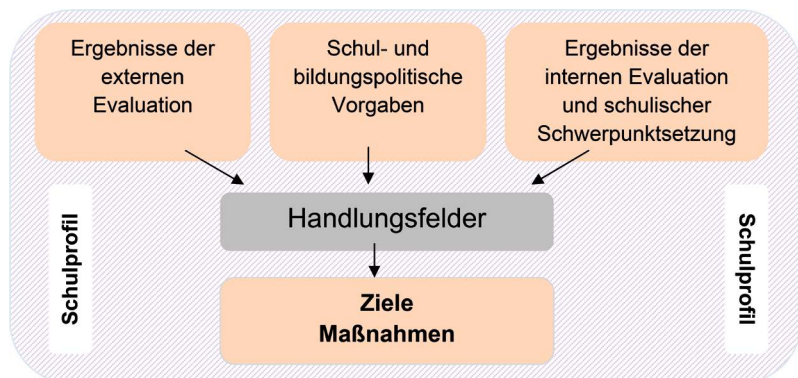 Ergebnisse der
externen
Evaluation
Schul- und
bildungspolitische
Vorgaben
Ergebnisse der
internen Evaluation
und schulischer
Schwerpunktsetzung
Schulprofil
Handlungsfelder
Schulprofil
Ziele
Maßnahmen